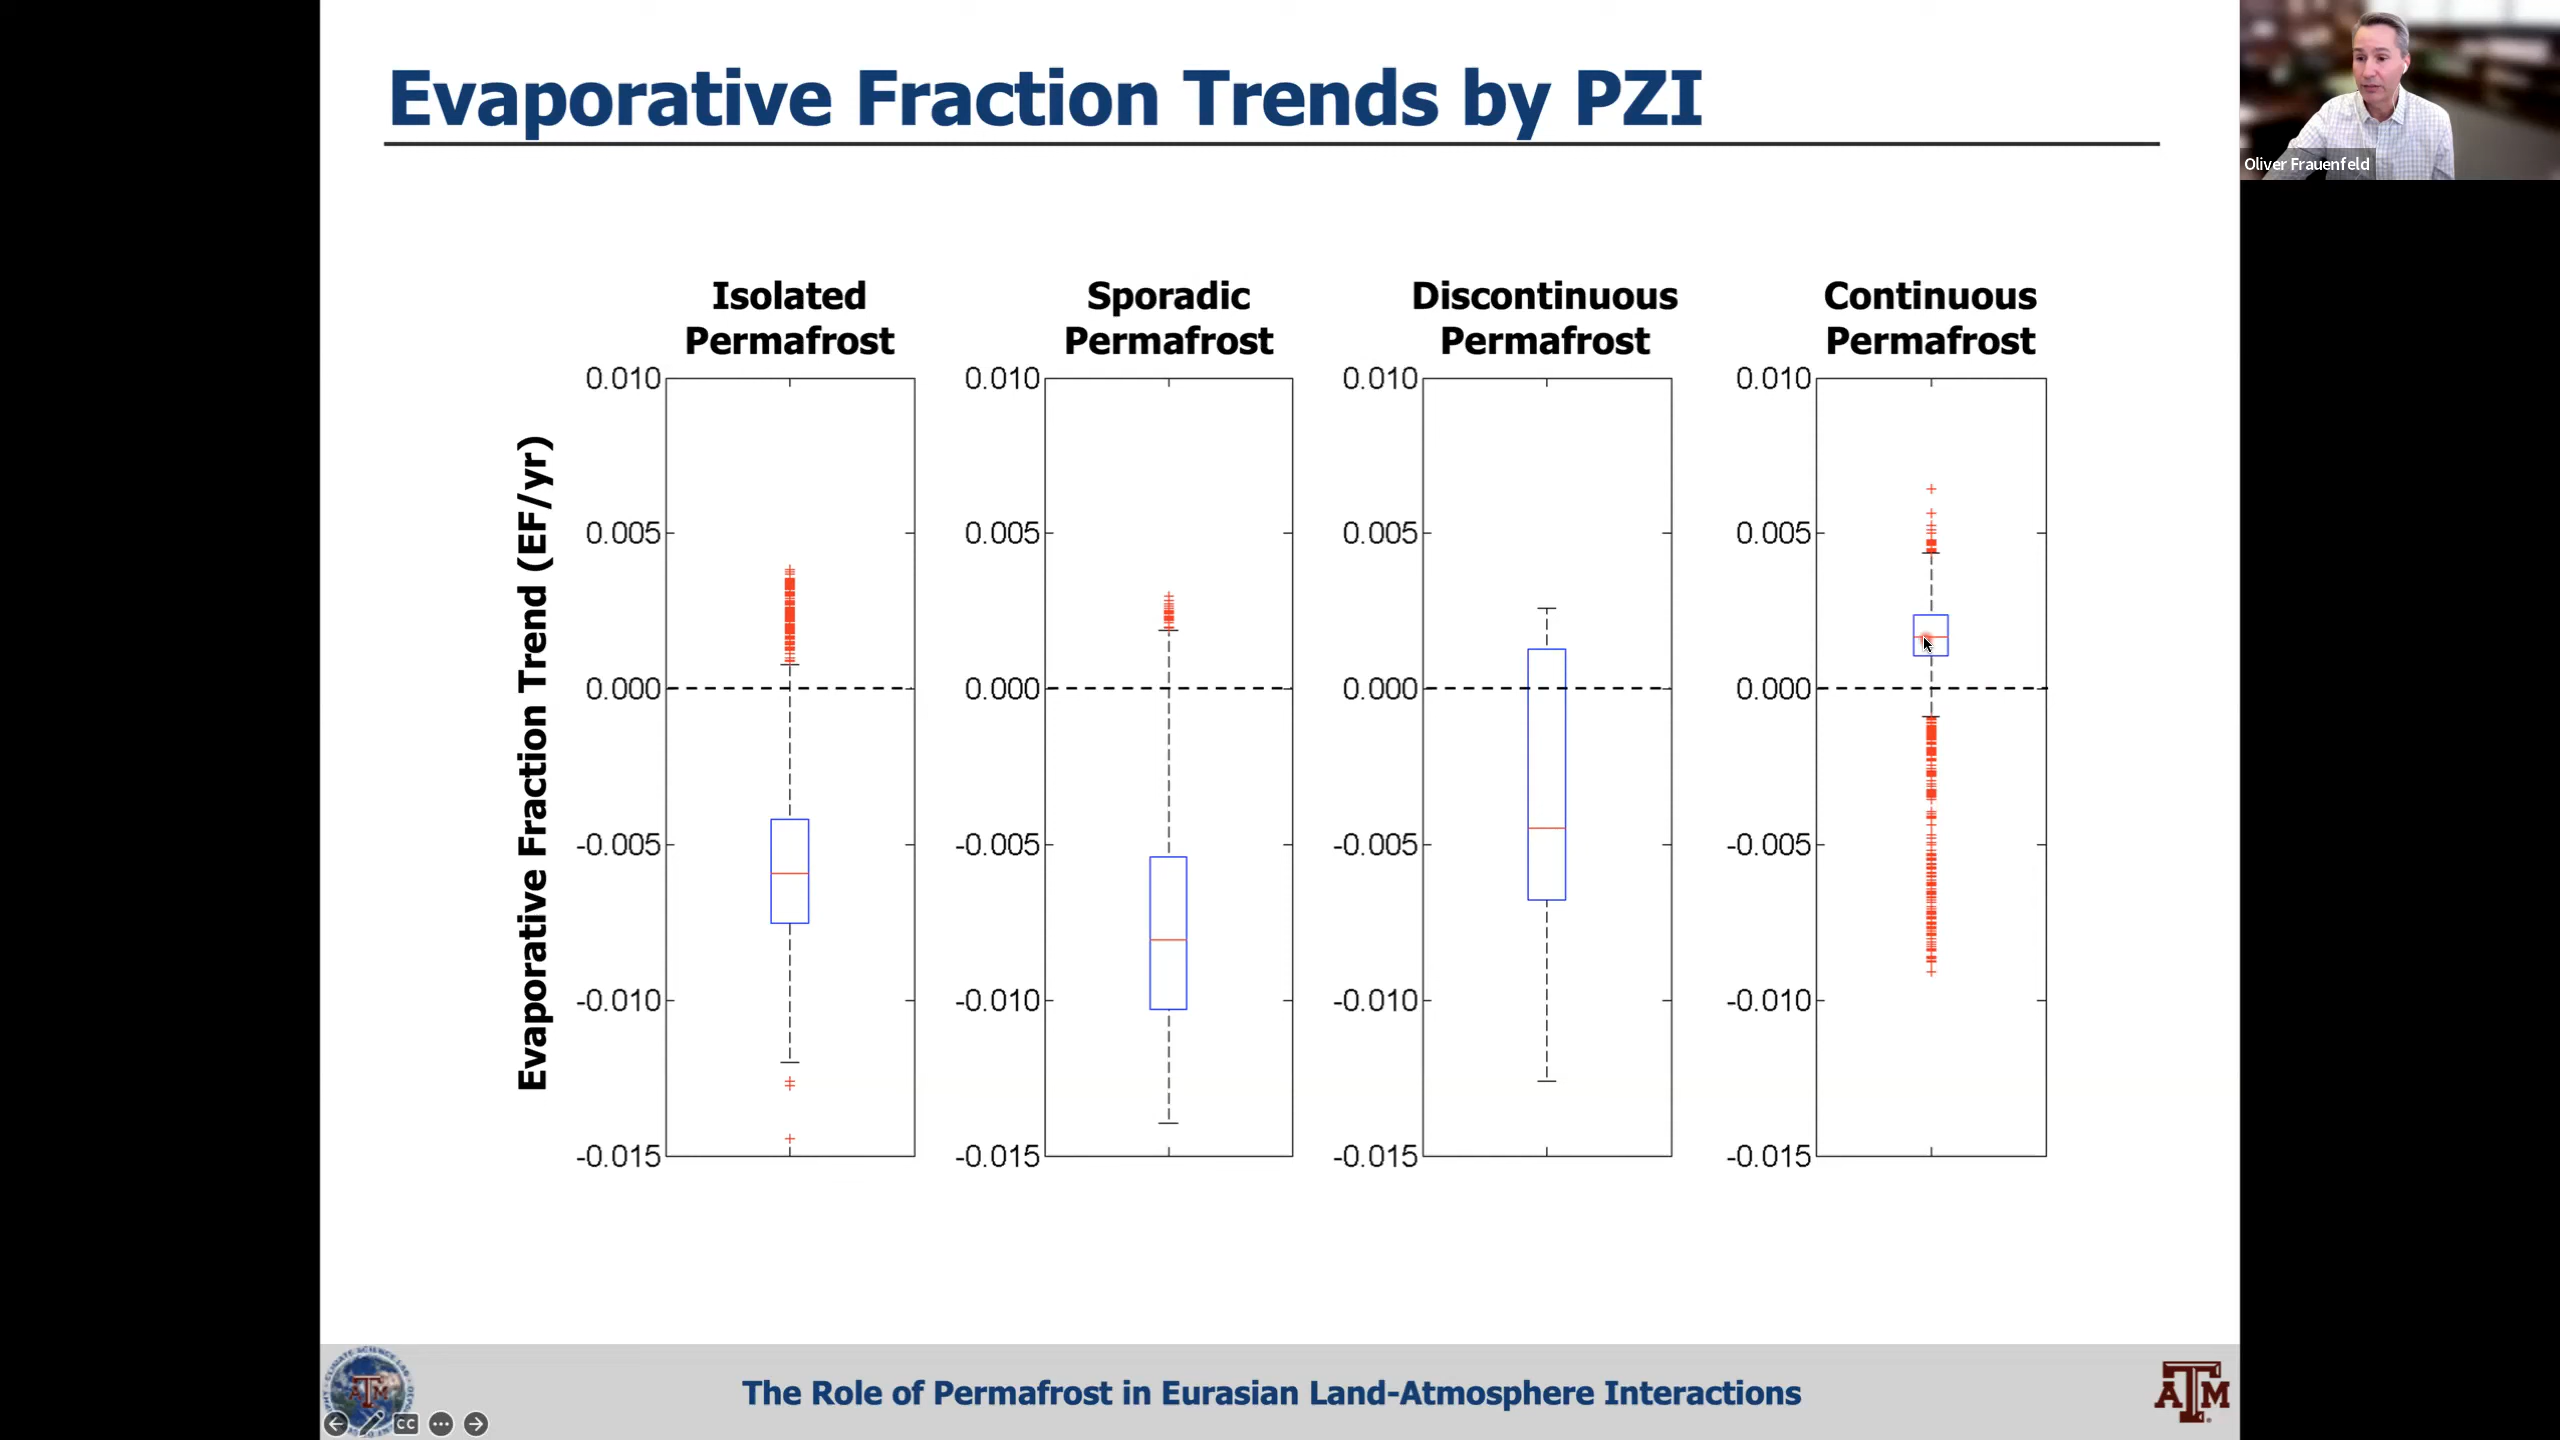 Evaporative Fraction Trends by PZI
Oliver Frauenfeld
Evaporative Fraction Trend (EF/yr)
Isolated
Permafrost
0.010
0.005
0.000
-0.005
-0.010
-0.015
Sporadic
Permafrost
0.010
0.005
0.000
-0.005
-0.010
-0.015
Discontinuous
Permafrost
0.010
0.005
0.000
-0.005
-0.010
-0.015
Continuous
Permafrost
0.010
0.005
0.000
-0.005
-0.010
-0.015
The Role of Permafrost in Eurasian Land-Atmosphere Interactions
ATM
CC
ATM